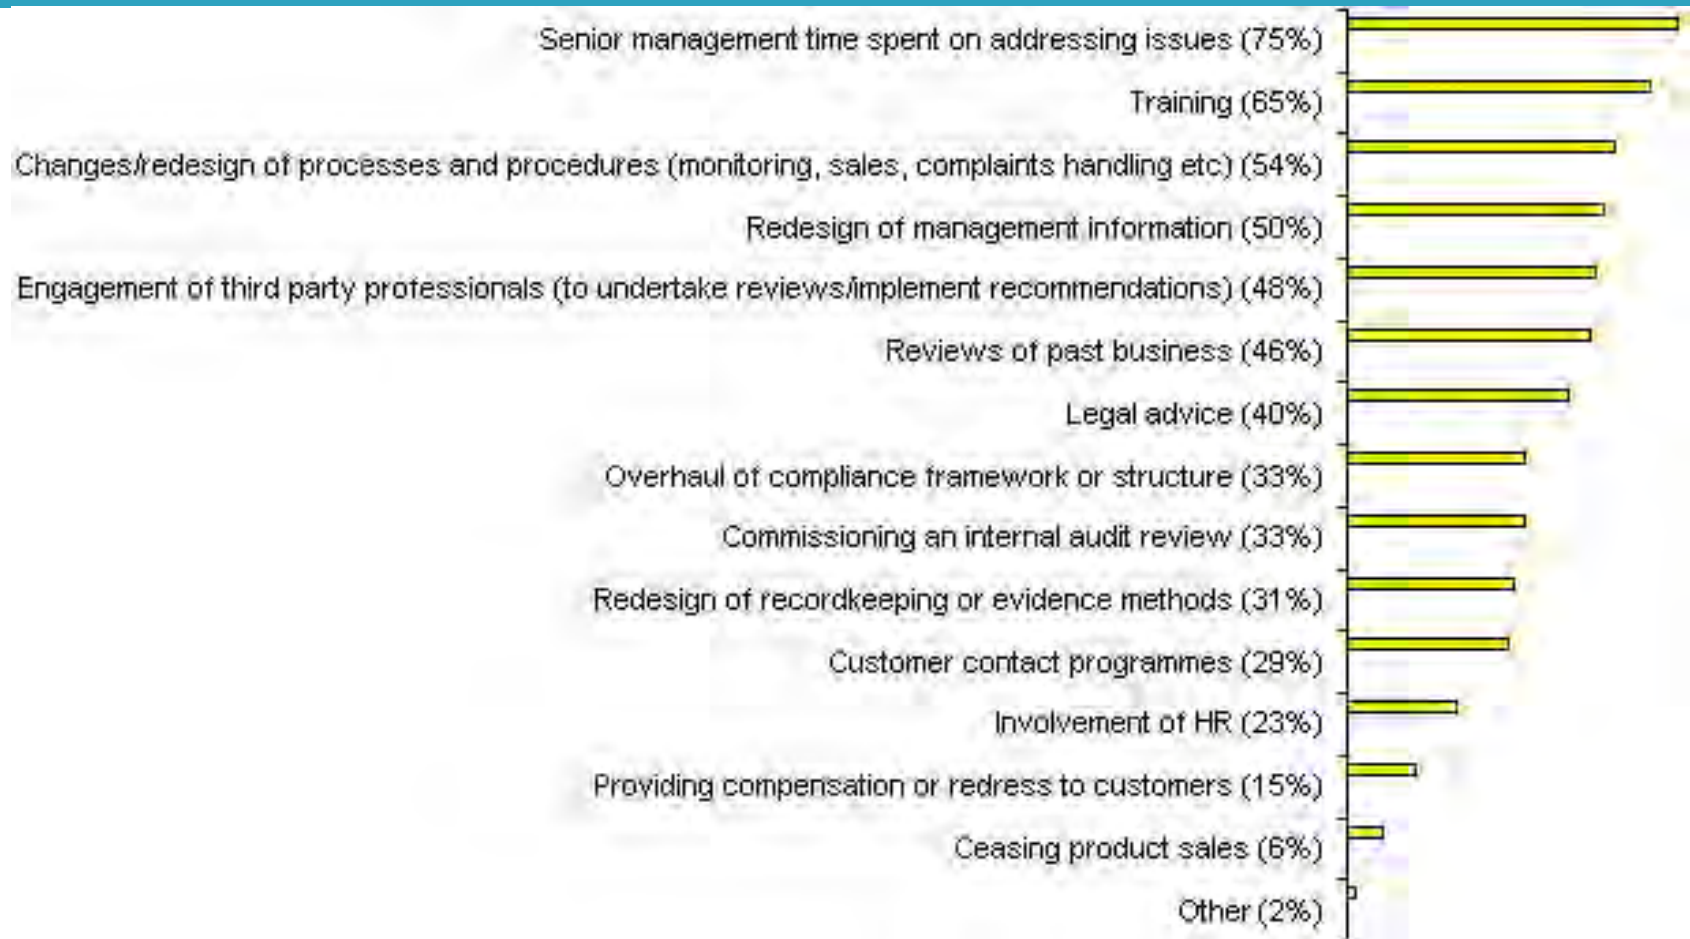 Senior management time spent on addressing issues (75%)
Training (65%)
Changes/redesign of processes and procedures (monitoring, sales, complaints handling etc) (54%)
Redesign of management information (50%)
Engagement of third party professionals (to undertake reviews/implement recommendations) (48%)
Reviews of past business (46%)
Legal advice (40%)
Overhaul of compliance framework or structure (33%)
Commissioning an internal audit review (33%)
Redesign of recordkeeping or evidence methods (31%)
Customer contact programmes (29%)
Involvement of HR (23%)
Providing compensation or redress to customers (15%)
Ceasing product sales (6%)
Other (2%)